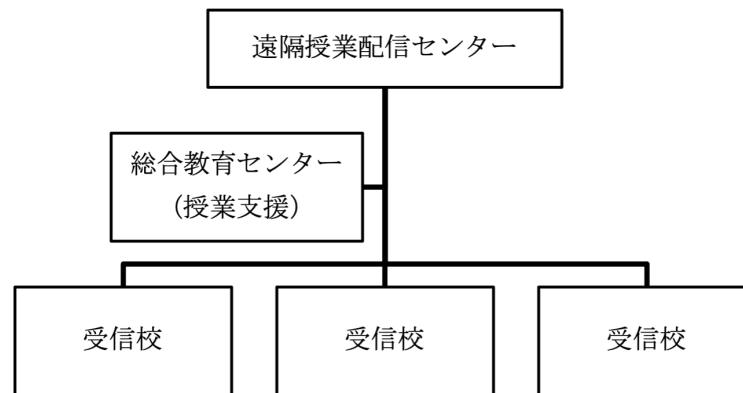 遠隔授業配信センター
総合教育センター
（授業支援）
受信校
受信校
受信校